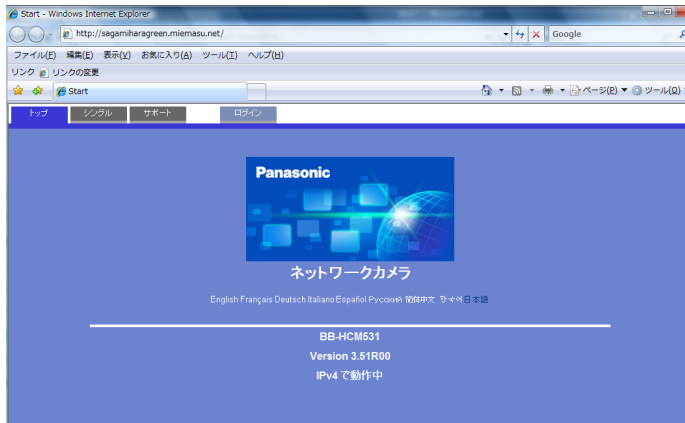 Start - Windows Internet Explorer
http://sagamiharagreen.miemasu.net/
Google
ファイル(F) 編集(E) 表示(V) お気に入り(A) ツール(T) ヘルプ(H)
リンク リンクの変更
Start
ページ(P) ツール(O)
トップ シングル サポート ログイン
Panasonic
ネットワークカメラ
English Français Deutsch Italiano Español Русский 简体中文 한국어 日本語
BB-HCM531
Version 3.51R00
IPv4 で動作中